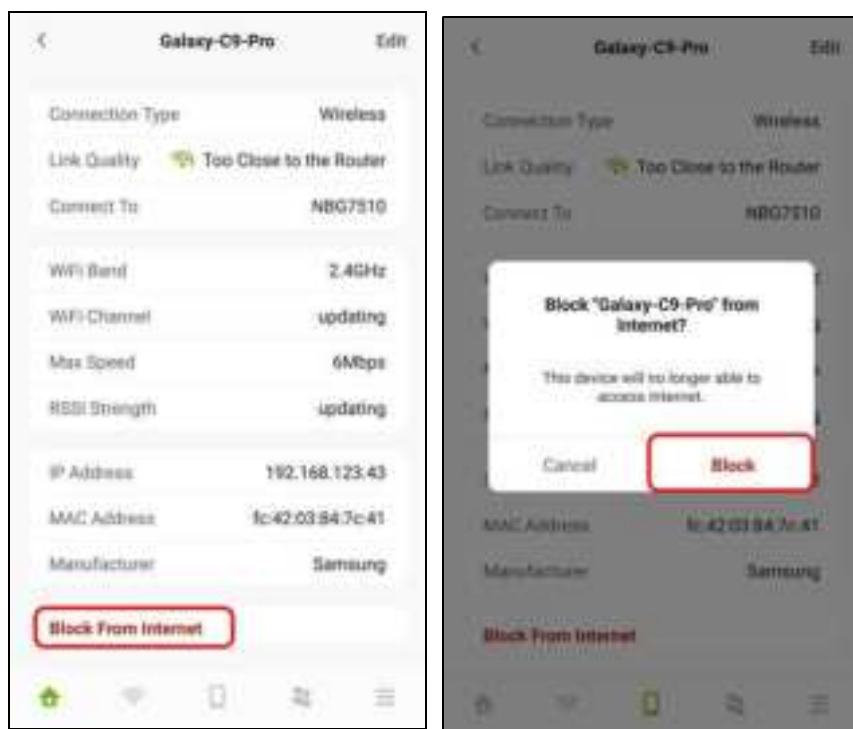 Galaxy-C9-Pro Edit
Connection Type Wireless
Link Quality Too Close to the Router
Connect To NBG7510
WiFi Band 2.4GHz
WiFi Channel updating
Max Speed 6Mbps
RSSI Strength updating
IP Address 192.168.123.43
MAC Address fc:42:03:84:7c:41
Manufacturer Samsung
Block From Internet
Galaxy-C9-Pro Edit
Connection Type Wireless
Link Quality Too Close to the Router
Connect To NBG7510
Block "Galaxy-C9-Pro" from
Internet?
This device will no longer able to
access internet.
Cancel Block
MAC Address fc:42:03:84:7c:41
Manufacturer Samsung
Block From Internet